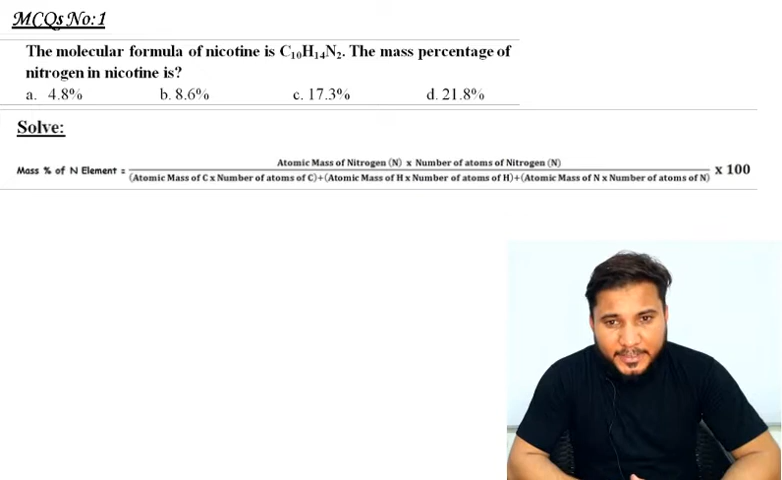 MCQs No:1
The molecular formula of nicotine is C₁₀H₁₄N₂. The mass percentage of
nitrogen in nicotine is?
a. 4.8% b. 8.6% c. 17.3% d. 21.8%
Solve:
Mass % of N Element = Atomic Mass of Nitrogen (N) x Number of atoms of Nitrogen (N)
(Atomic Mass of C x Number of atoms of C)+(Atomic Mass of H x Number of atoms of H)+(Atomic Mass of N x Number of atoms of N) x 100